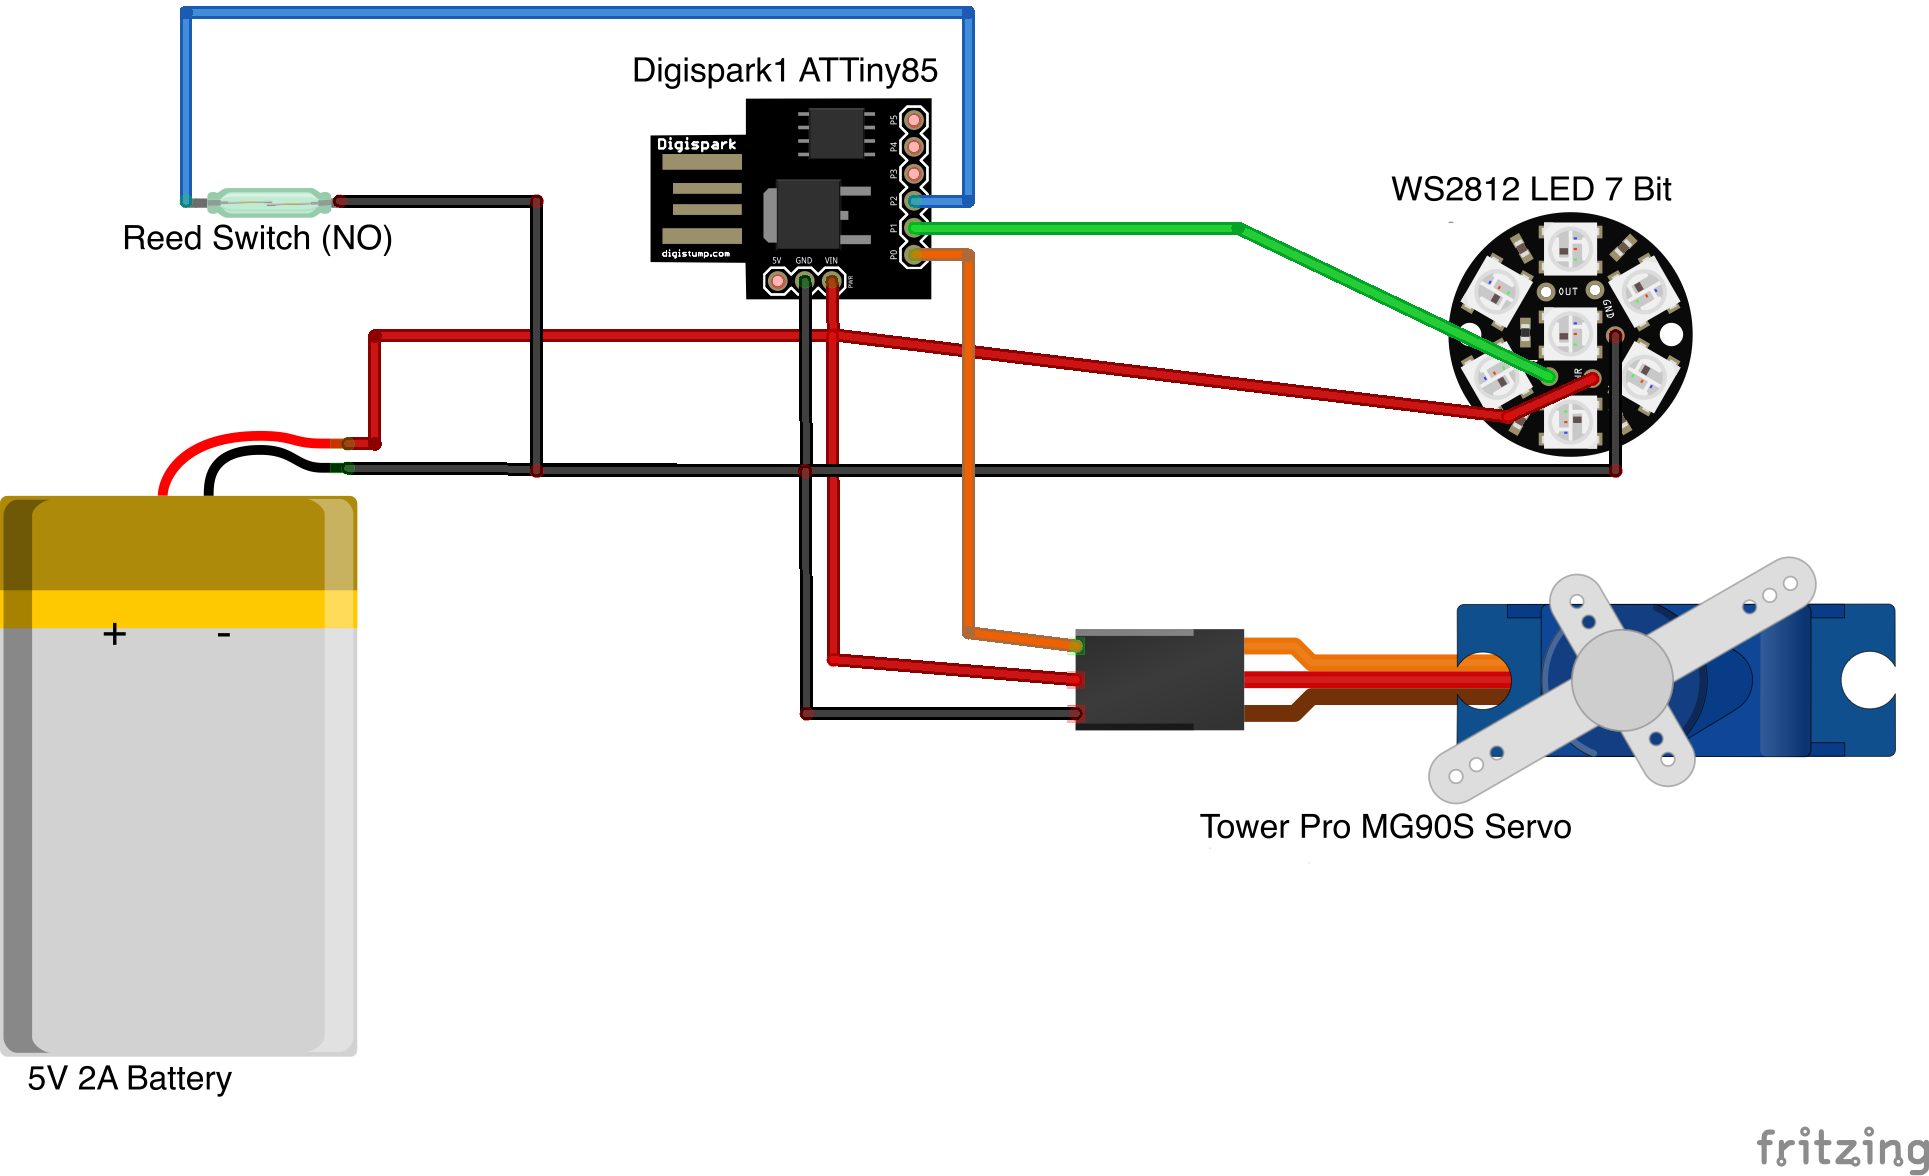 Digispark1 ATTiny85
Digispark
digistump.com
P5
P4
P3
P2
P1
P0
5V GND VIN
PWR
Reed Switch (NO)
WS2812 LED 7 Bit
OUT
GND
+ -
Tower Pro MG90S Servo
5V 2A Battery
fritzing